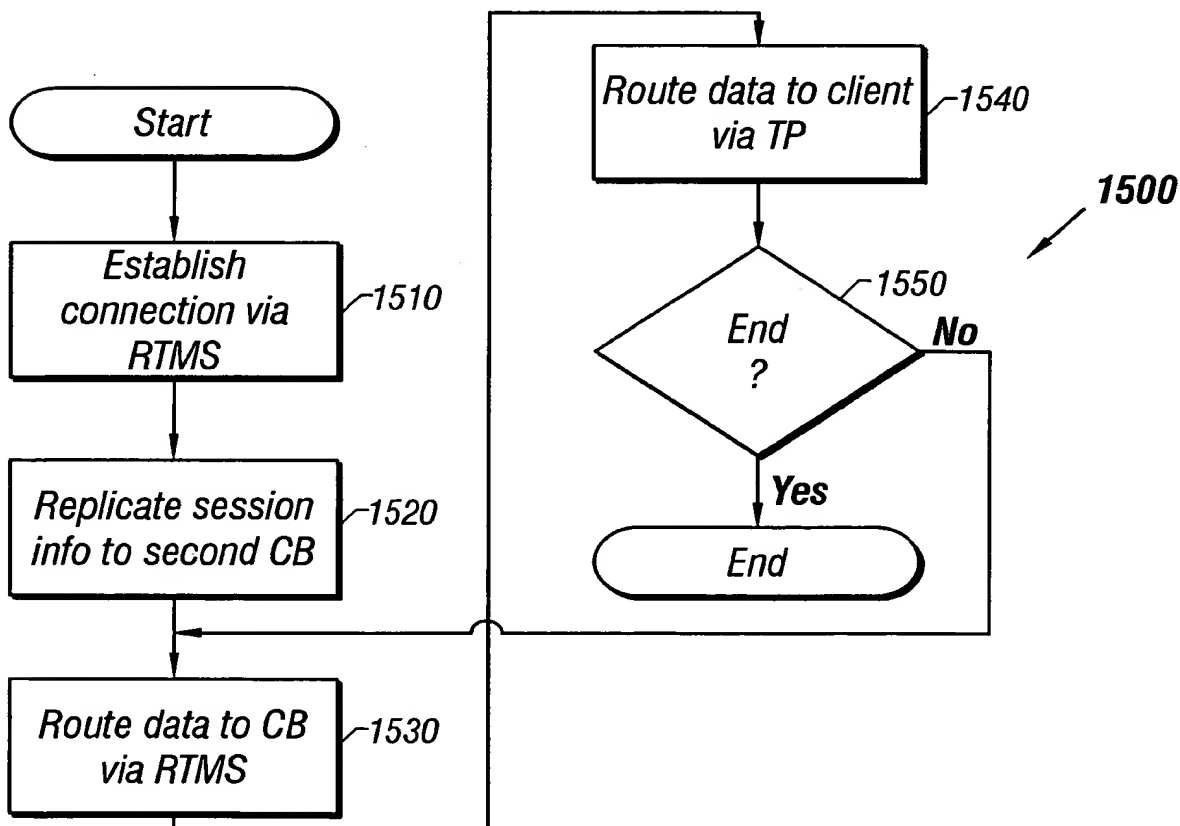 Start
Establish
connection via
RTMS
1510
Replicate session
info to second CB
1520
Route data to CB
via RTMS
1530
Route data to client
via TP
1540
1500
End
?
1550
No
Yes
End